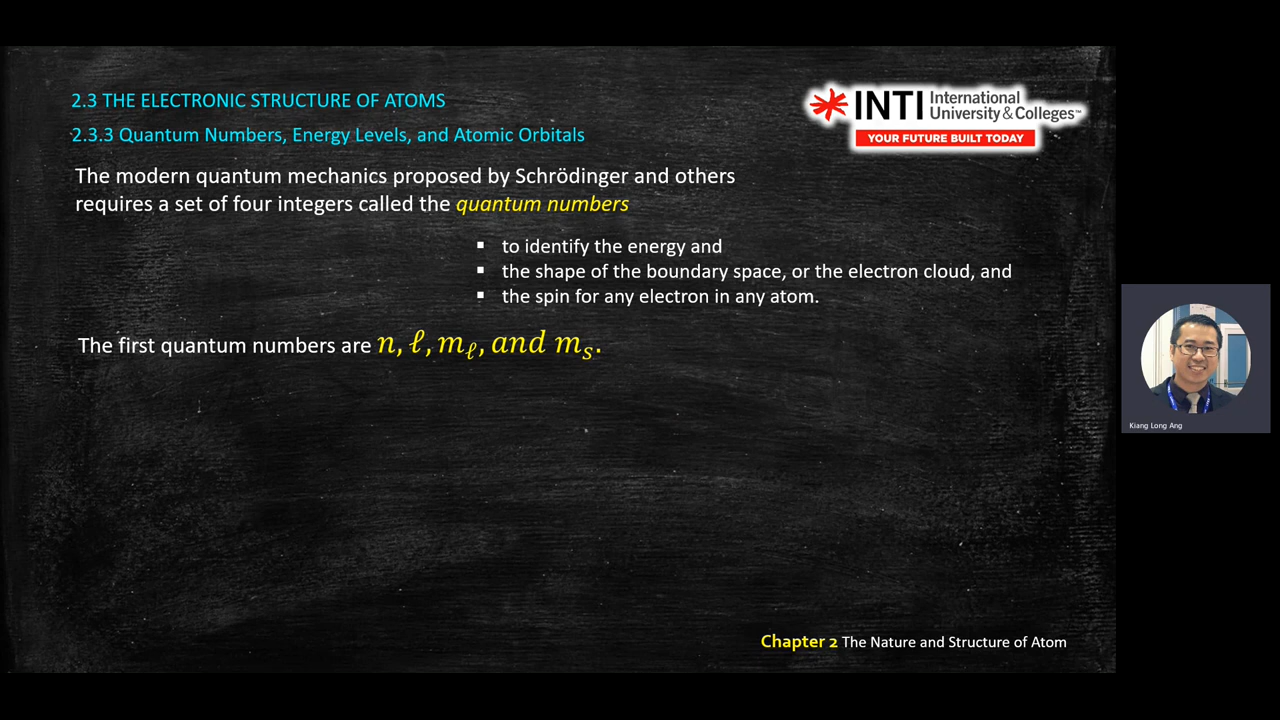 2.3 THE ELECTRONIC STRUCTURE OF ATOMS
2.3.3 Quantum Numbers, Energy Levels, and Atomic Orbitals
INTI International
University & Colleges™
YOUR FUTURE BUILT TODAY
The modern quantum mechanics proposed by Schrödinger and others
requires a set of four integers called the quantum numbers
▪ to identify the energy and
▪ the shape of the boundary space, or the electron cloud, and
▪ the spin for any electron in any atom.
The first quantum numbers are n, ℓ, mℓ, and ms.
Kiang Long Ang
Chapter 2 The Nature and Structure of Atom